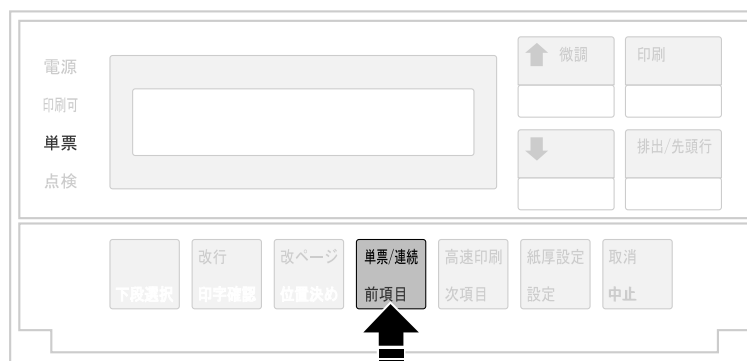 電源
印刷可
単票
点検
微調
印刷
排出/先頭行
下段選択
改行
印字確認
改ページ
位置決め
単票/連続
前項目
高速印刷
次項目
紙厚設定
設定
取消
中止